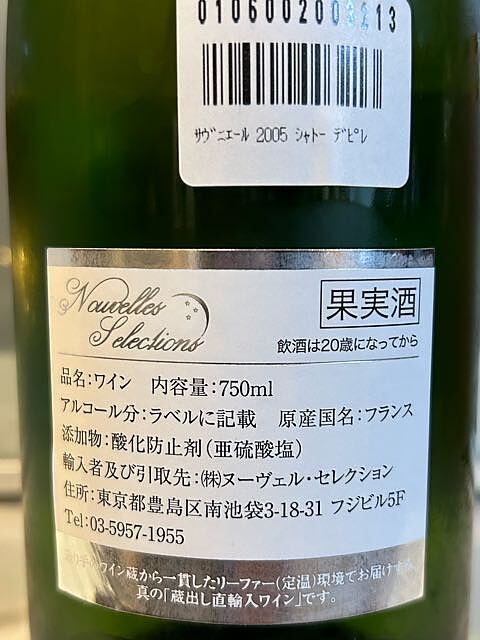 0106002003213
ｻｳﾞﾆｴｰﾙ 2005 ｼｬﾄｰ ﾃﾞﾋﾟﾚ
Nouvelles
Selections
果実酒
飲酒は20歳になってから
品名：ワイン 内容量：750ml
アルコール分：ラベルに記載 原産国名：フランス
添加物：酸化防止剤（亜硫酸塩）
輸入者及び引取先：㈱ヌーヴェル・セレクション
住所：東京都豊島区南池袋3-18-31 フジビル5F
Tel:03-5957-1955
造り手のワイン蔵から一貫したリーファー（定温）環境でお届けする
真の「蔵出し直輸入ワイン」です。